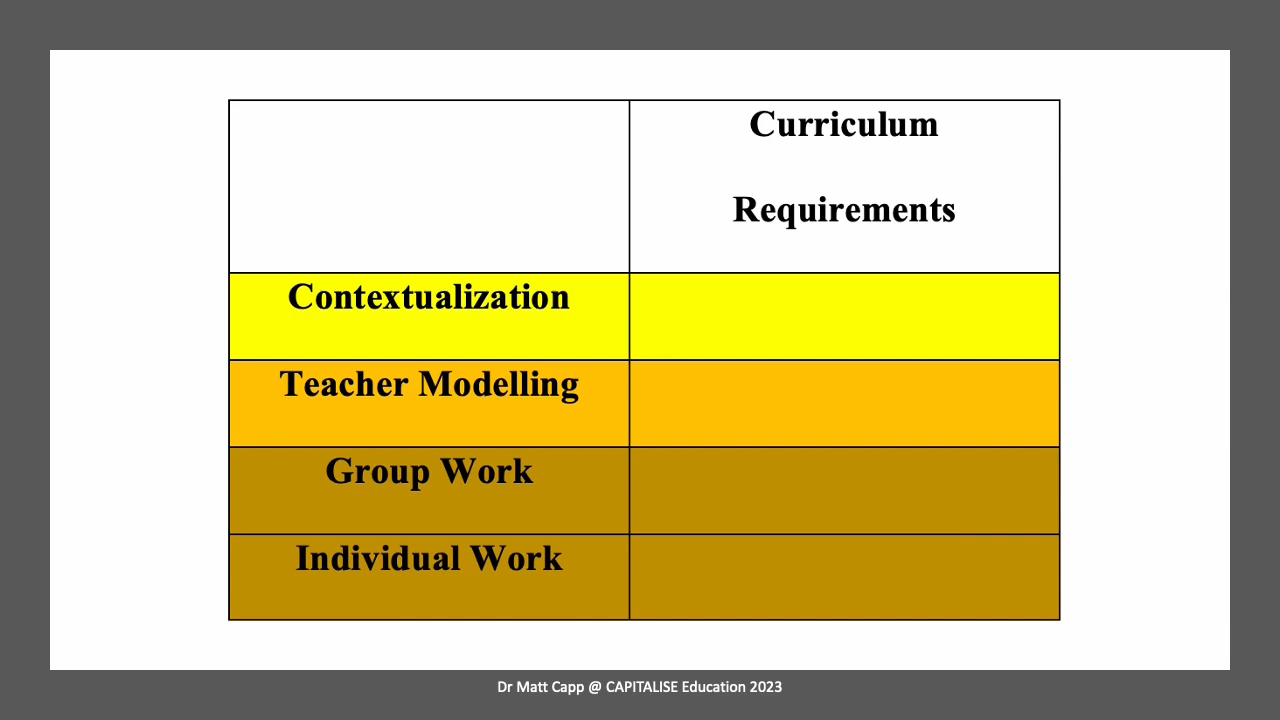 Curriculum
Requirements
Contextualization
Teacher Modelling
Group Work
Individual Work
Dr Matt Capp @ CAPITALISE Education 2023